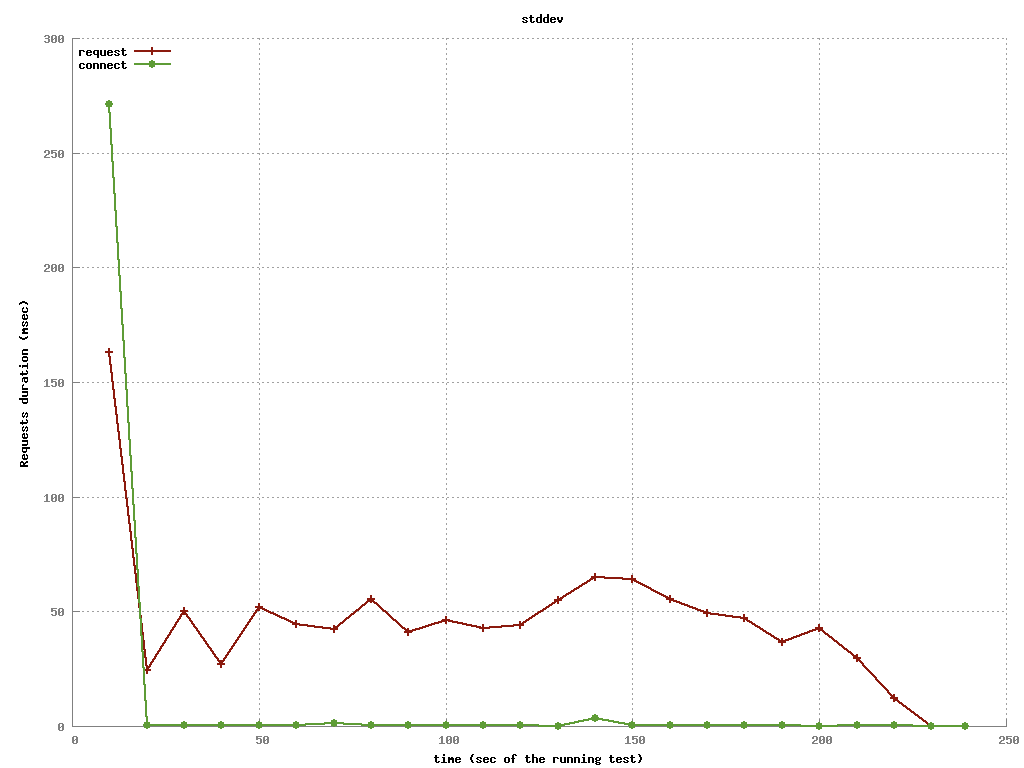 stddev
300
request
connect
250
200
150
100
50
0
Requests duration (msec)
0 50 100 150 200 250
time (sec of the running test)